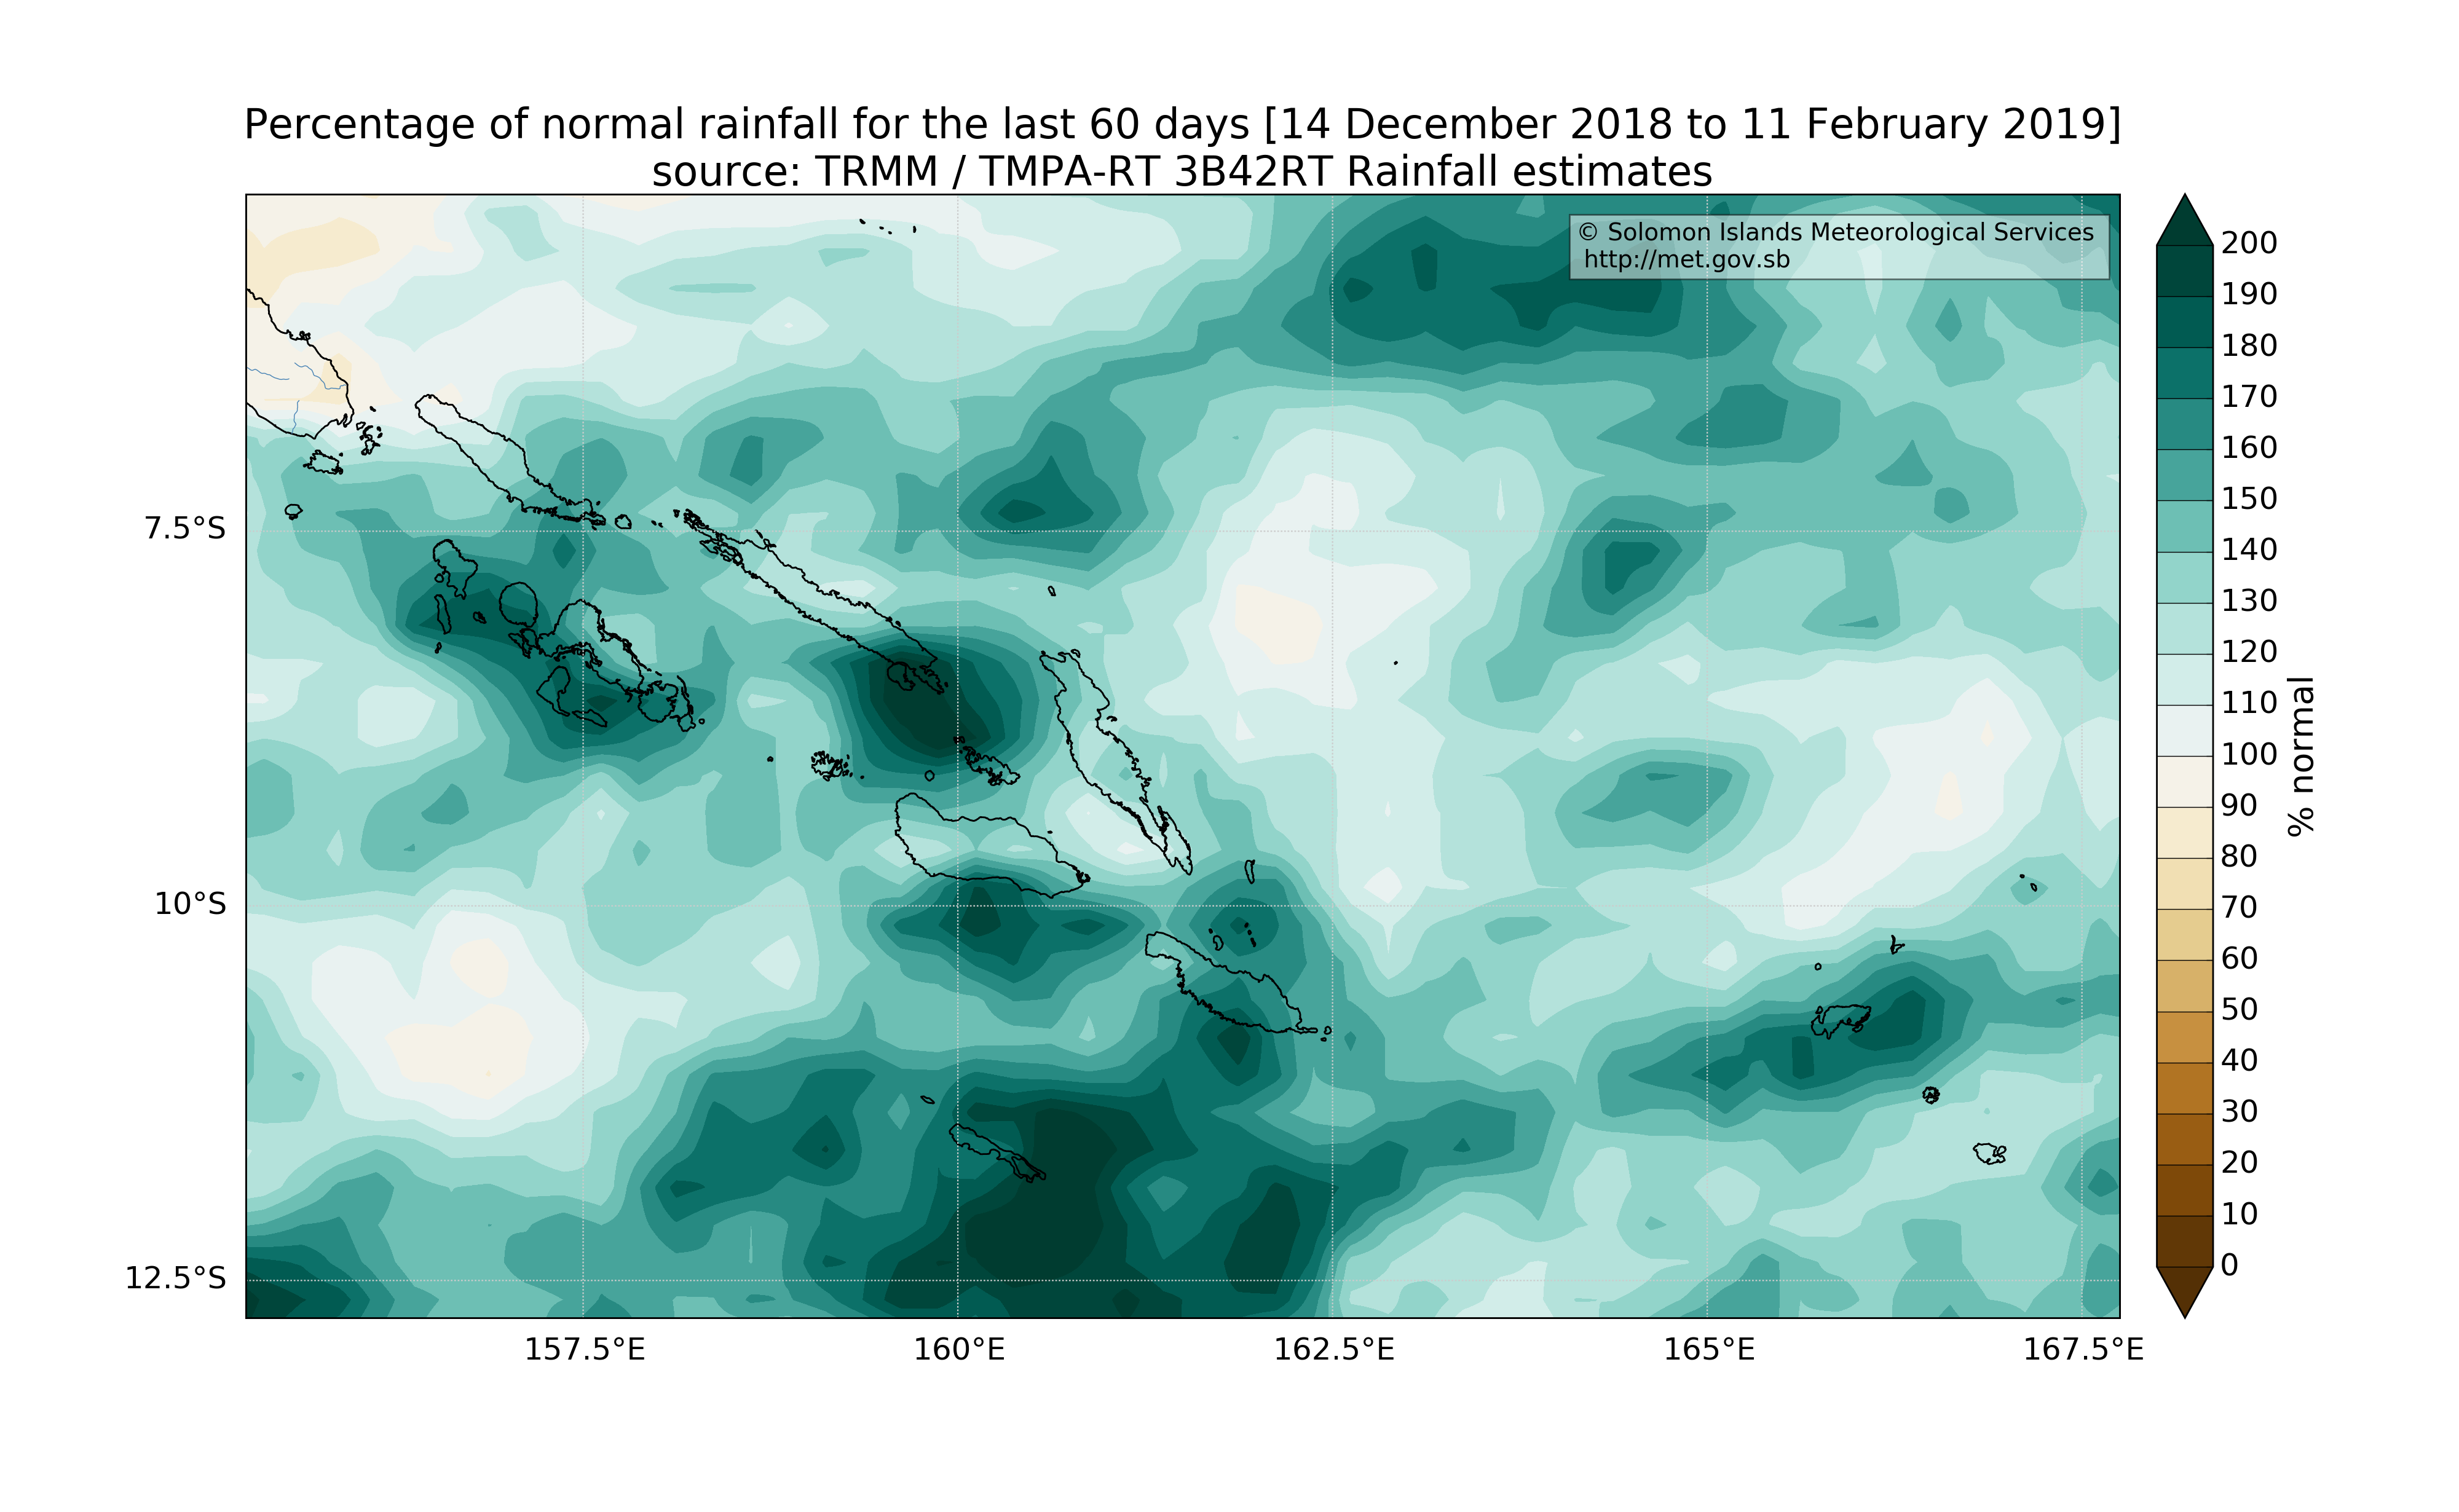 Percentage of normal rainfall for the last 60 days [14 December 2018 to 11 February 2019]
source: TRMM / TMPA-RT 3B42RT Rainfall estimates
© Solomon Islands Meteorological Services
http://met.gov.sb
7.5°S
10°S
12.5°S
157.5°E
160°E
162.5°E
165°E
167.5°E
200
190
180
170
160
150
140
130
120
110
100
90
80
70
60
50
40
30
20
10
0
% normal